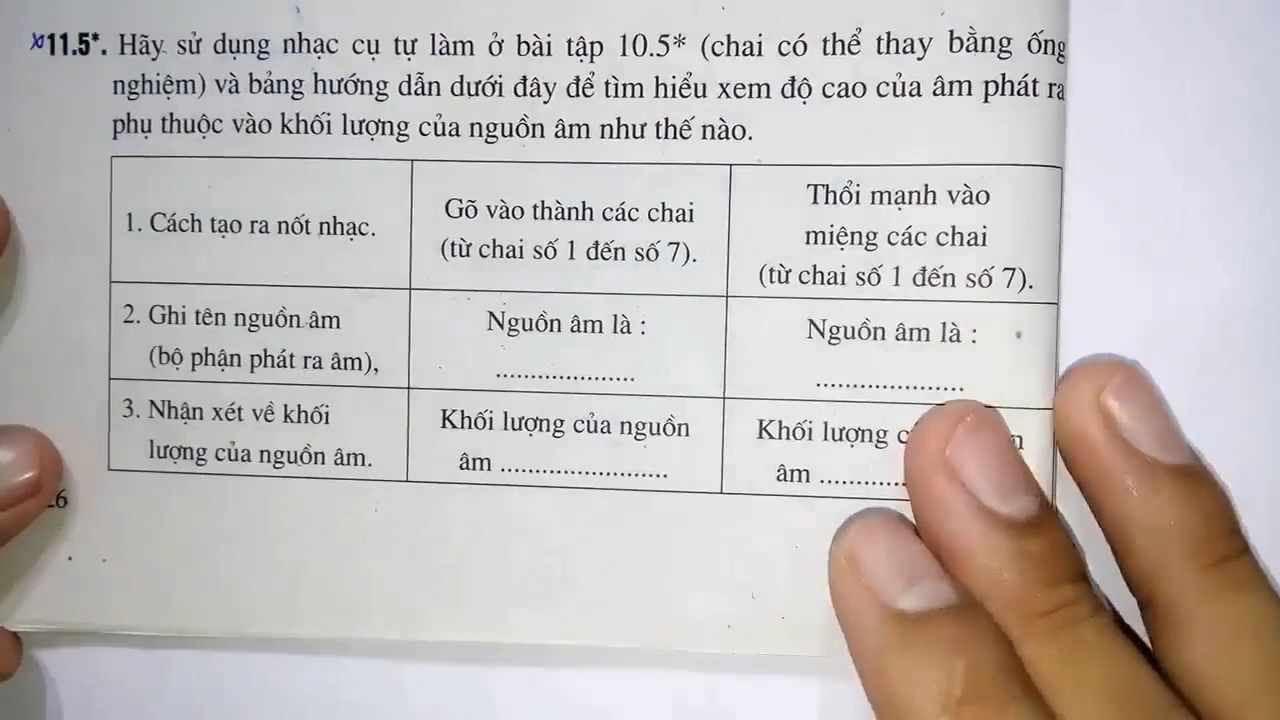 11.5*. Hãy sử dụng nhạc cụ tự làm ở bài tập 10.5* (chai có thể thay bằng ống
nghiệm) và bảng hướng dẫn dưới đây để tìm hiểu xem độ cao của âm phát ra
phụ thuộc vào khối lượng của nguồn âm như thế nào.
1. Cách tạo ra nốt nhạc.
Gõ vào thành các chai
(từ chai số 1 đến số 7).
Thổi mạnh vào
miệng các chai
(từ chai số 1 đến số 7).
2. Ghi tên nguồn âm
(bộ phận phát ra âm),
Nguồn âm là :
....................
Nguồn âm là :
.....................
3. Nhận xét về khối
lượng của nguồn âm.
Khối lượng của nguồn
âm ........................
Khối lượng
âm ............